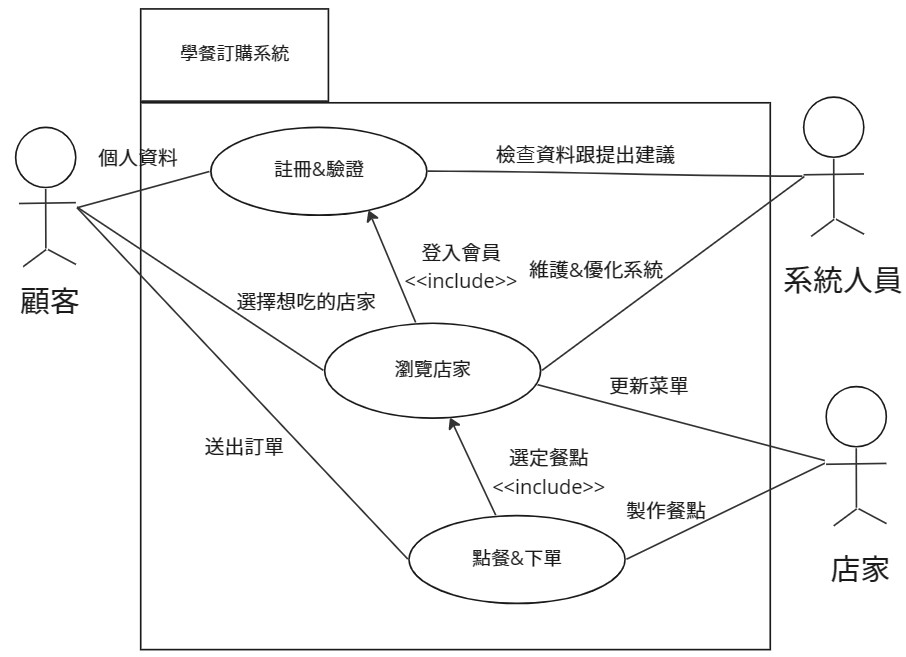 學餐訂購系統
個人資料
註冊&驗證
檢查資料跟提出建議
顧客
系統人員
登入會員
<<include>>
維護&優化系統
選擇想吃的店家
瀏覽店家
更新菜單
送出訂單
選定餐點
<<include>>
製作餐點
點餐&下單
店家